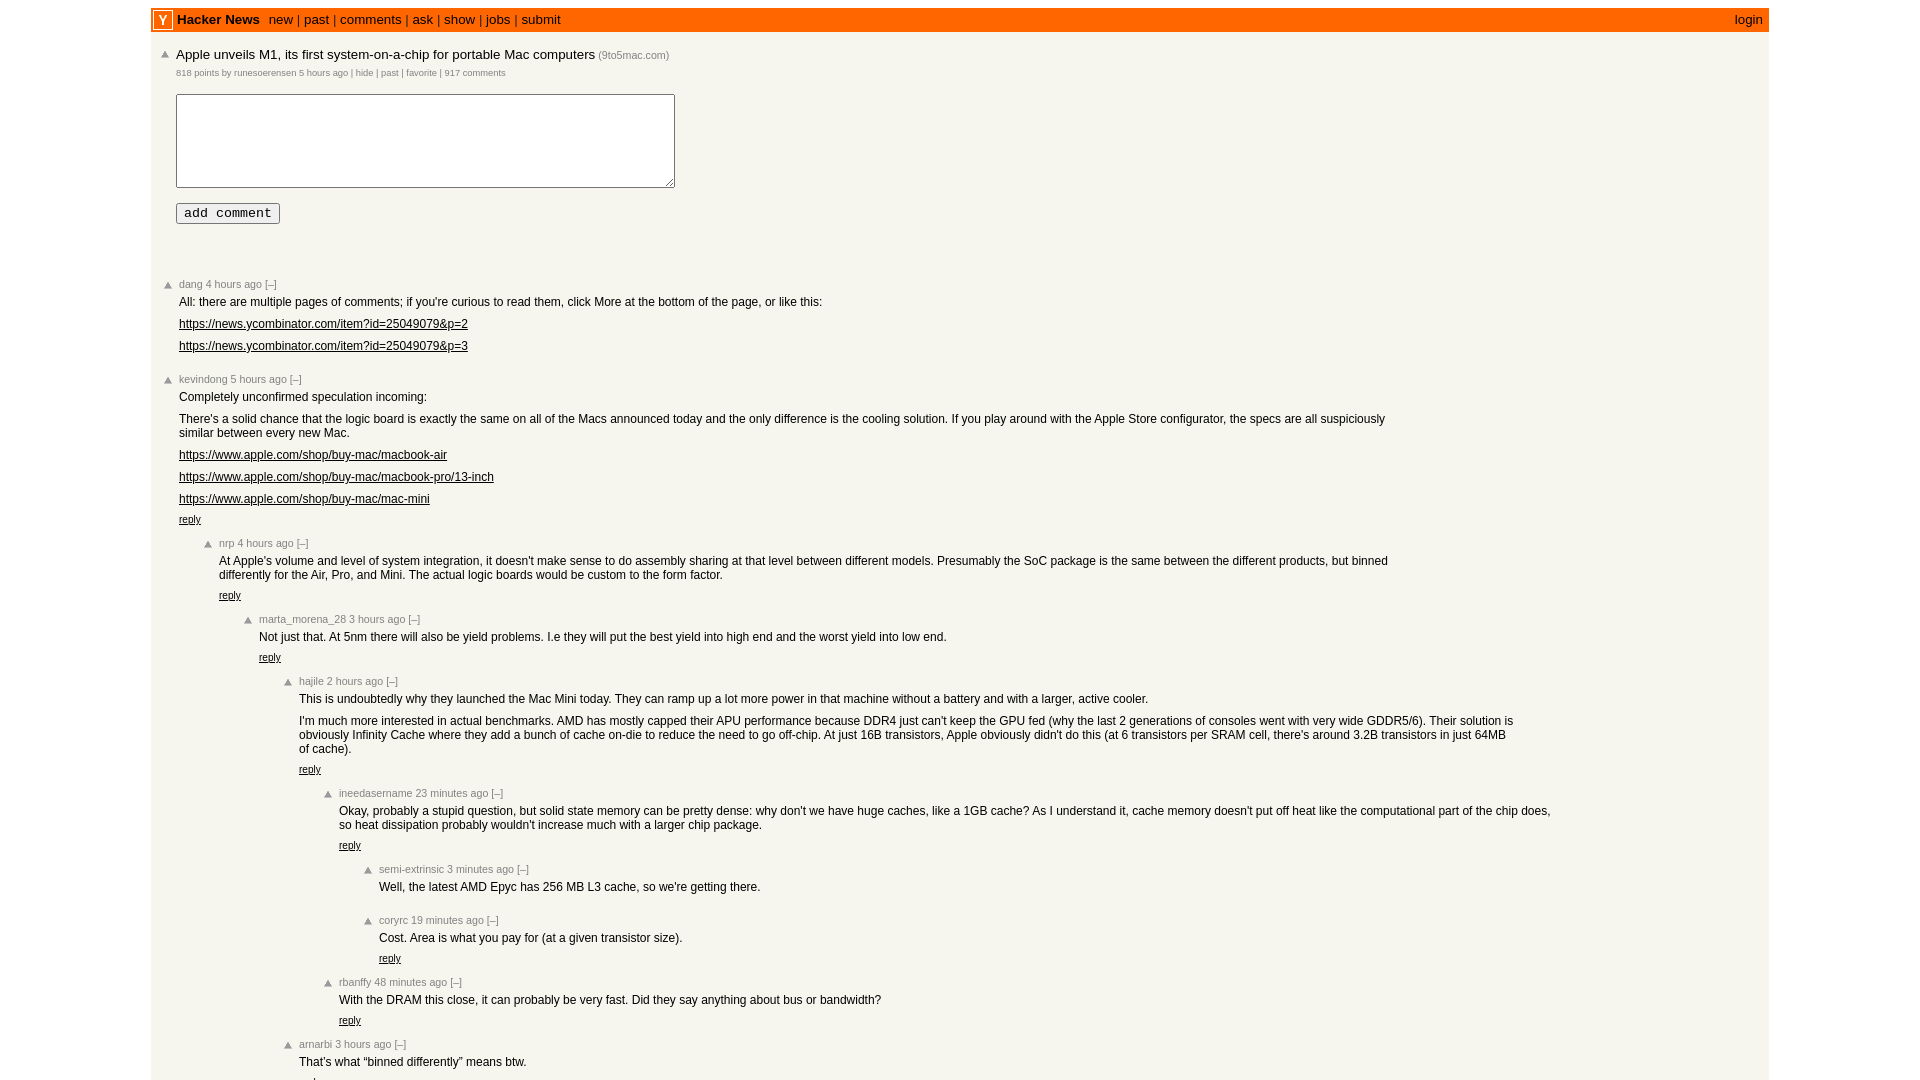 Y Hacker News new | past | comments | ask | show | jobs | submit login
Apple unveils M1, its first system-on-a-chip for portable Mac computers (9to5mac.com)
818 points by runesoerensen 5 hours ago | hide | past | favorite | 917 comments
add comment
dang 4 hours ago [–]
All: there are multiple pages of comments; if you're curious to read them, click More at the bottom of the page, or like this:
https://news.ycombinator.com/item?id=25049079&p=2
https://news.ycombinator.com/item?id=25049079&p=3
kevindong 5 hours ago [–]
Completely unconfirmed speculation incoming:
There's a solid chance that the logic board is exactly the same on all of the Macs announced today and the only difference is the cooling solution. If you play around with the Apple Store configurator, the specs are all suspiciously
similar between every new Mac.
https://www.apple.com/shop/buy-mac/macbook-air
https://www.apple.com/shop/buy-mac/macbook-pro/13-inch
https://www.apple.com/shop/buy-mac/mac-mini
reply
nrp 4 hours ago [–]
At Apple's volume and level of system integration, it doesn't make sense to do assembly sharing at that level between different models. Presumably the SoC package is the same between the different products, but binned
differently for the Air, Pro, and Mini. The actual logic boards would be custom to the form factor.
reply
marta_morena_28 3 hours ago [–]
Not just that. At 5nm there will also be yield problems. I.e they will put the best yield into high end and the worst yield into low end.
reply
hajile 2 hours ago [–]
This is undoubtedly why they launched the Mac Mini today. They can ramp up a lot more power in that machine without a battery and with a larger, active cooler.
I'm much more interested in actual benchmarks. AMD has mostly capped their APU performance because DDR4 just can't keep the GPU fed (why the last 2 generations of consoles went with very wide GDDR5/6). Their solution is
obviously Infinity Cache where they add a bunch of cache on-die to reduce the need to go off-chip. At just 16B transistors, Apple obviously didn't do this (at 6 transistors per SRAM cell, there's around 3.2B transistors in just 64MB
of cache).
reply
ineedasername 23 minutes ago [–]
Okay, probably a stupid question, but solid state memory can be pretty dense: why don't we have huge caches, like a 1GB cache? As I understand it, cache memory doesn't put off heat like the computational part of the chip does,
so heat dissipation probably wouldn't increase much with a larger chip package.
reply
semi-extrinsic 3 minutes ago [–]
Well, the latest AMD Epyc has 256 MB L3 cache, so we're getting there.
coryrc 19 minutes ago [–]
Cost. Area is what you pay for (at a given transistor size).
reply
rbanffy 48 minutes ago [–]
With the DRAM this close, it can probably be very fast. Did they say anything about bus or bandwidth?
reply
arnarbi 3 hours ago [–]
That’s what “binned differently” means btw.